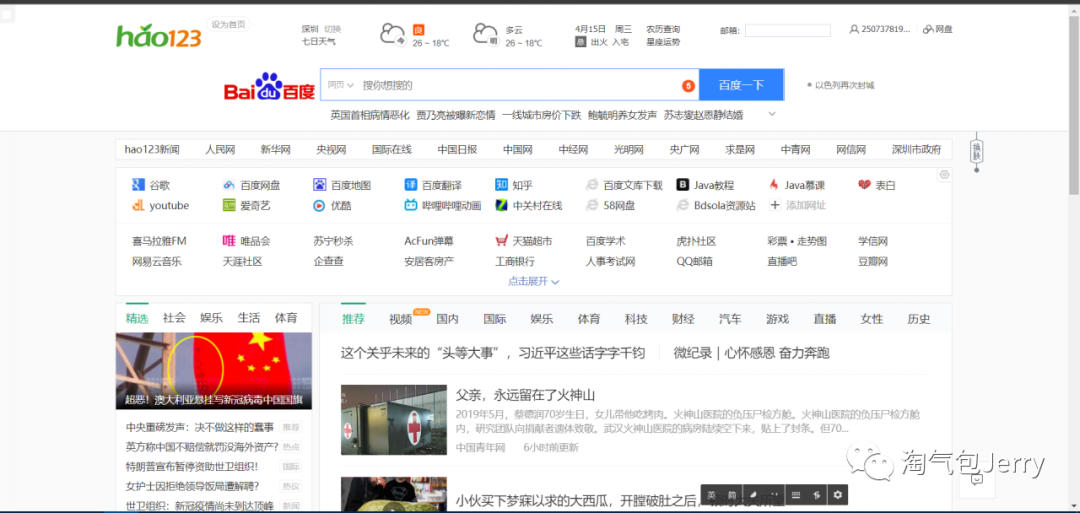 hao123 设为首页
深圳 切换
七日天气
良
26 ~ 18℃
明
多云
26 ~ 18℃
4月15日 周三
忌 出火 入宅
农历查询
星座运势
邮箱:
250737819...
网盘
Bai du 百度
网页 搜你想搜的
5
百度一下
以色列再次封城
英国首相病情恶化 贾乃亮被曝新恋情 一线城市房价下跌 鲍毓明养女发声 苏志燮赵恩静结婚
换肤
hao123新闻 人民网 新华网 央视网 国际在线 中国日报 中国网 中经网 光明网 央广网 求是网 中青网 网信网 深圳市政府
谷歌 百度网盘 百度地图 译 百度翻译 知 知乎 百度文库下载 B Java教程 Java慕课 表白
youtube 爱奇艺 优酷 哔哩哔哩动画 中关村在线 58网盘 Bdsola资源站 添加网址
喜马拉雅FM 唯 唯品会 苏宁秒杀 AcFun弹幕 天猫超市 百度学术 虎扑社区 彩票 • 走势图 学信网
网易云音乐 天涯社区 企查查 安居客房产 工商银行 人事考试网 QQ邮箱 直播吧 豆瓣网
点击展开
精选 社会 娱乐 生活 体育
超恶！澳大利亚悬挂写新冠病毒中国国旗
中央重磅发声：决不做这样的蠢事 推荐
英方称中国不赔偿就罚没海外资产? 热点
特朗普宣布暂停资助世卫组织! 国际
女护士因拒绝领导饭局遭解聘? 热议
世卫组织：新冠疫情尚未到达顶峰 新闻
推荐 视频 NEW 国内 国际 娱乐 体育 科技 财经 汽车 游戏 直播 女性 历史
这个关乎未来的“头等大事”，习近平这些话字字千钧 微纪录 | 心怀感恩 奋力奔跑
父亲，永远留在了火神山
2019年5月，蔡德润70岁生日，女儿带他吃烤肉。火神山医院的负压尸检方舱。火神山医院的负压尸检方舱
内，研究团队向捐献者遗体致敬。武汉火神山医院的病房陆续空下来，贴上了封条。但70...
中国青年网 6小时前更新
小伙买下梦寐以求的大西瓜，开膛破肚之后，
英 简
淘气包Jerry